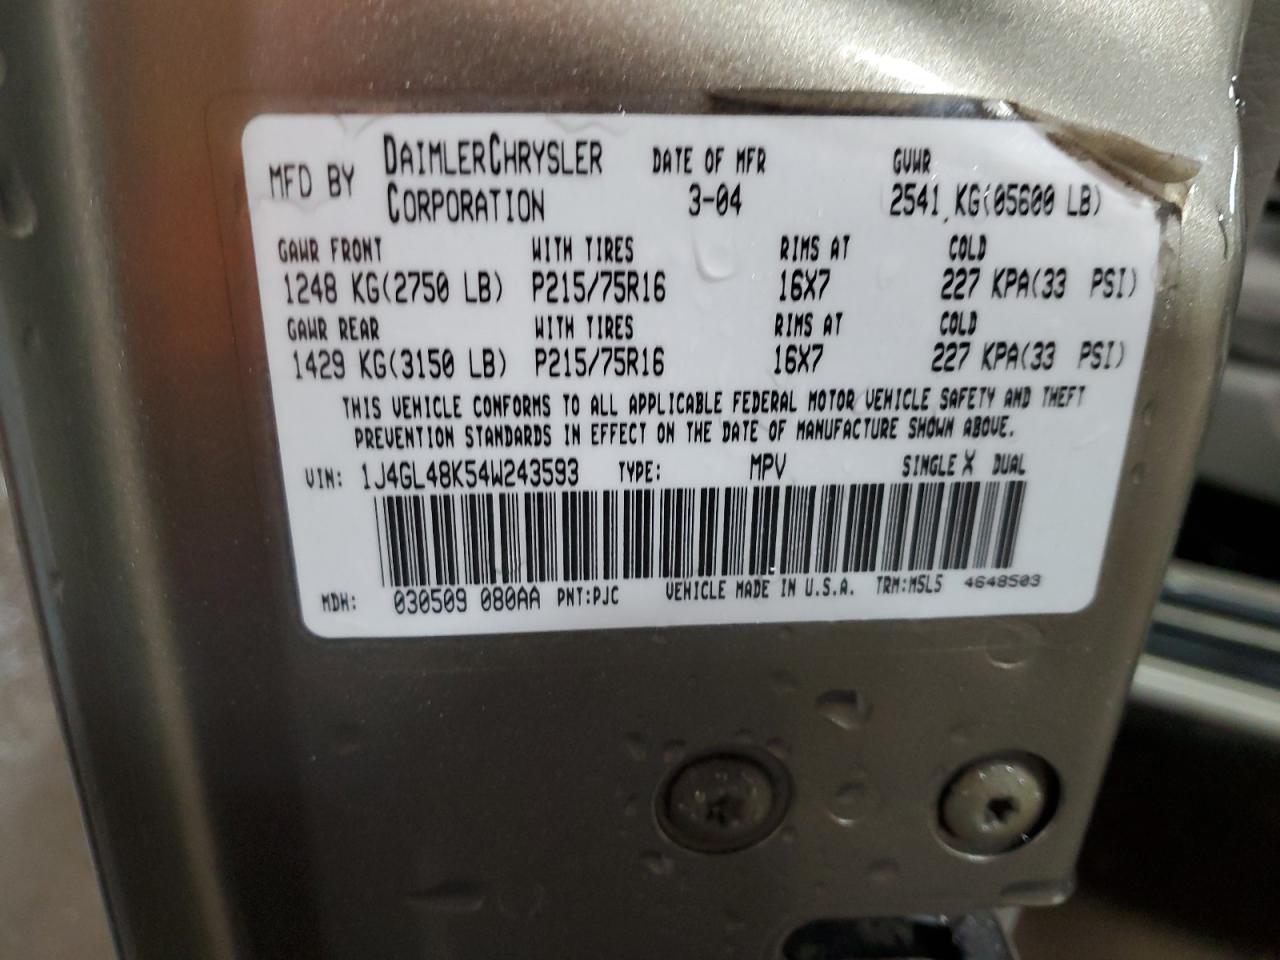 MFD BY DAIMLERCHRYSLER CORPORATION DATE OF MFR 3-04 GVWR 2541 KG(05600 LB)
GAWR FRONT WITH TIRES RIMS AT COLD
1248 KG(2750 LB) P215/75R16 16X7 227 KPA(33 PSI)
GAWR REAR WITH TIRES RIMS AT COLD
1429 KG(3150 LB) P215/75R16 16X7 227 KPA(33 PSI)
THIS VEHICLE CONFORMS TO ALL APPLICABLE FEDERAL MOTOR VEHICLE SAFETY AND THEFT
PREVENTION STANDARDS IN EFFECT ON THE DATE OF MANUFACTURE SHOWN ABOVE.
VIN: 1J4GL48K54W243593 TYPE: MPV SINGLE X DUAL
MDH: 030509 080AA PNT:PJC VEHICLE MADE IN U.S.A. TRM:M5L5 4648503